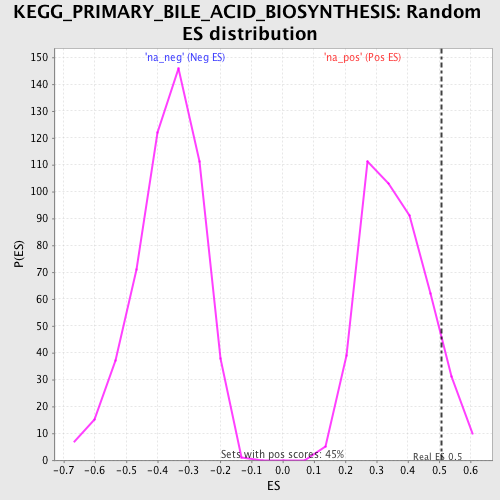 KEGG_PRIMARY_BILE_ACID_BIOSYNTHESIS: Random
ES distribution
'na_neg' (Neg ES)
'na_pos' (Pos ES)
150
140
130
120
110
100
90
80
70
60
50
40
30
20
10
0
P(ES)
Sets with pos scores: 45%
Real ES 0.5
-0.7 -0.6 -0.5 -0.4 -0.3 -0.2 -0.1 0.0 0.1 0.2 0.3 0.4 0.5 0.6
ES